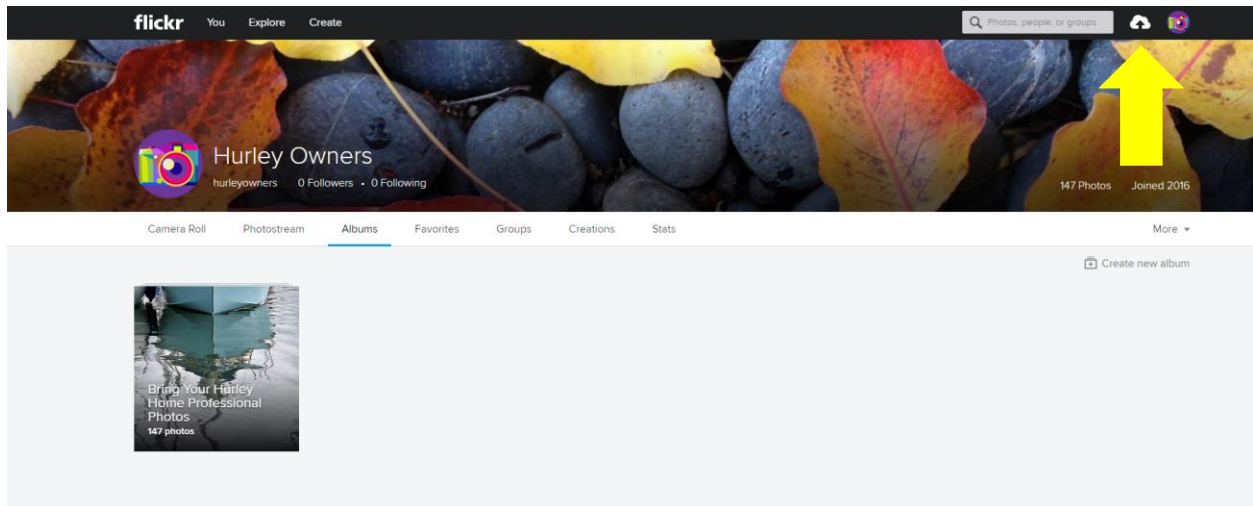 flickr You Explore Create Photos, people, or groups
Hurley Owners
hurleyowners 0 Followers • 0 Following 147 Photos Joined 2016
Camera Roll Photostream Albums Favorites Groups Creations Stats More
Create new album
Bring Your Hurley
Home Professional
Photos
147 photos